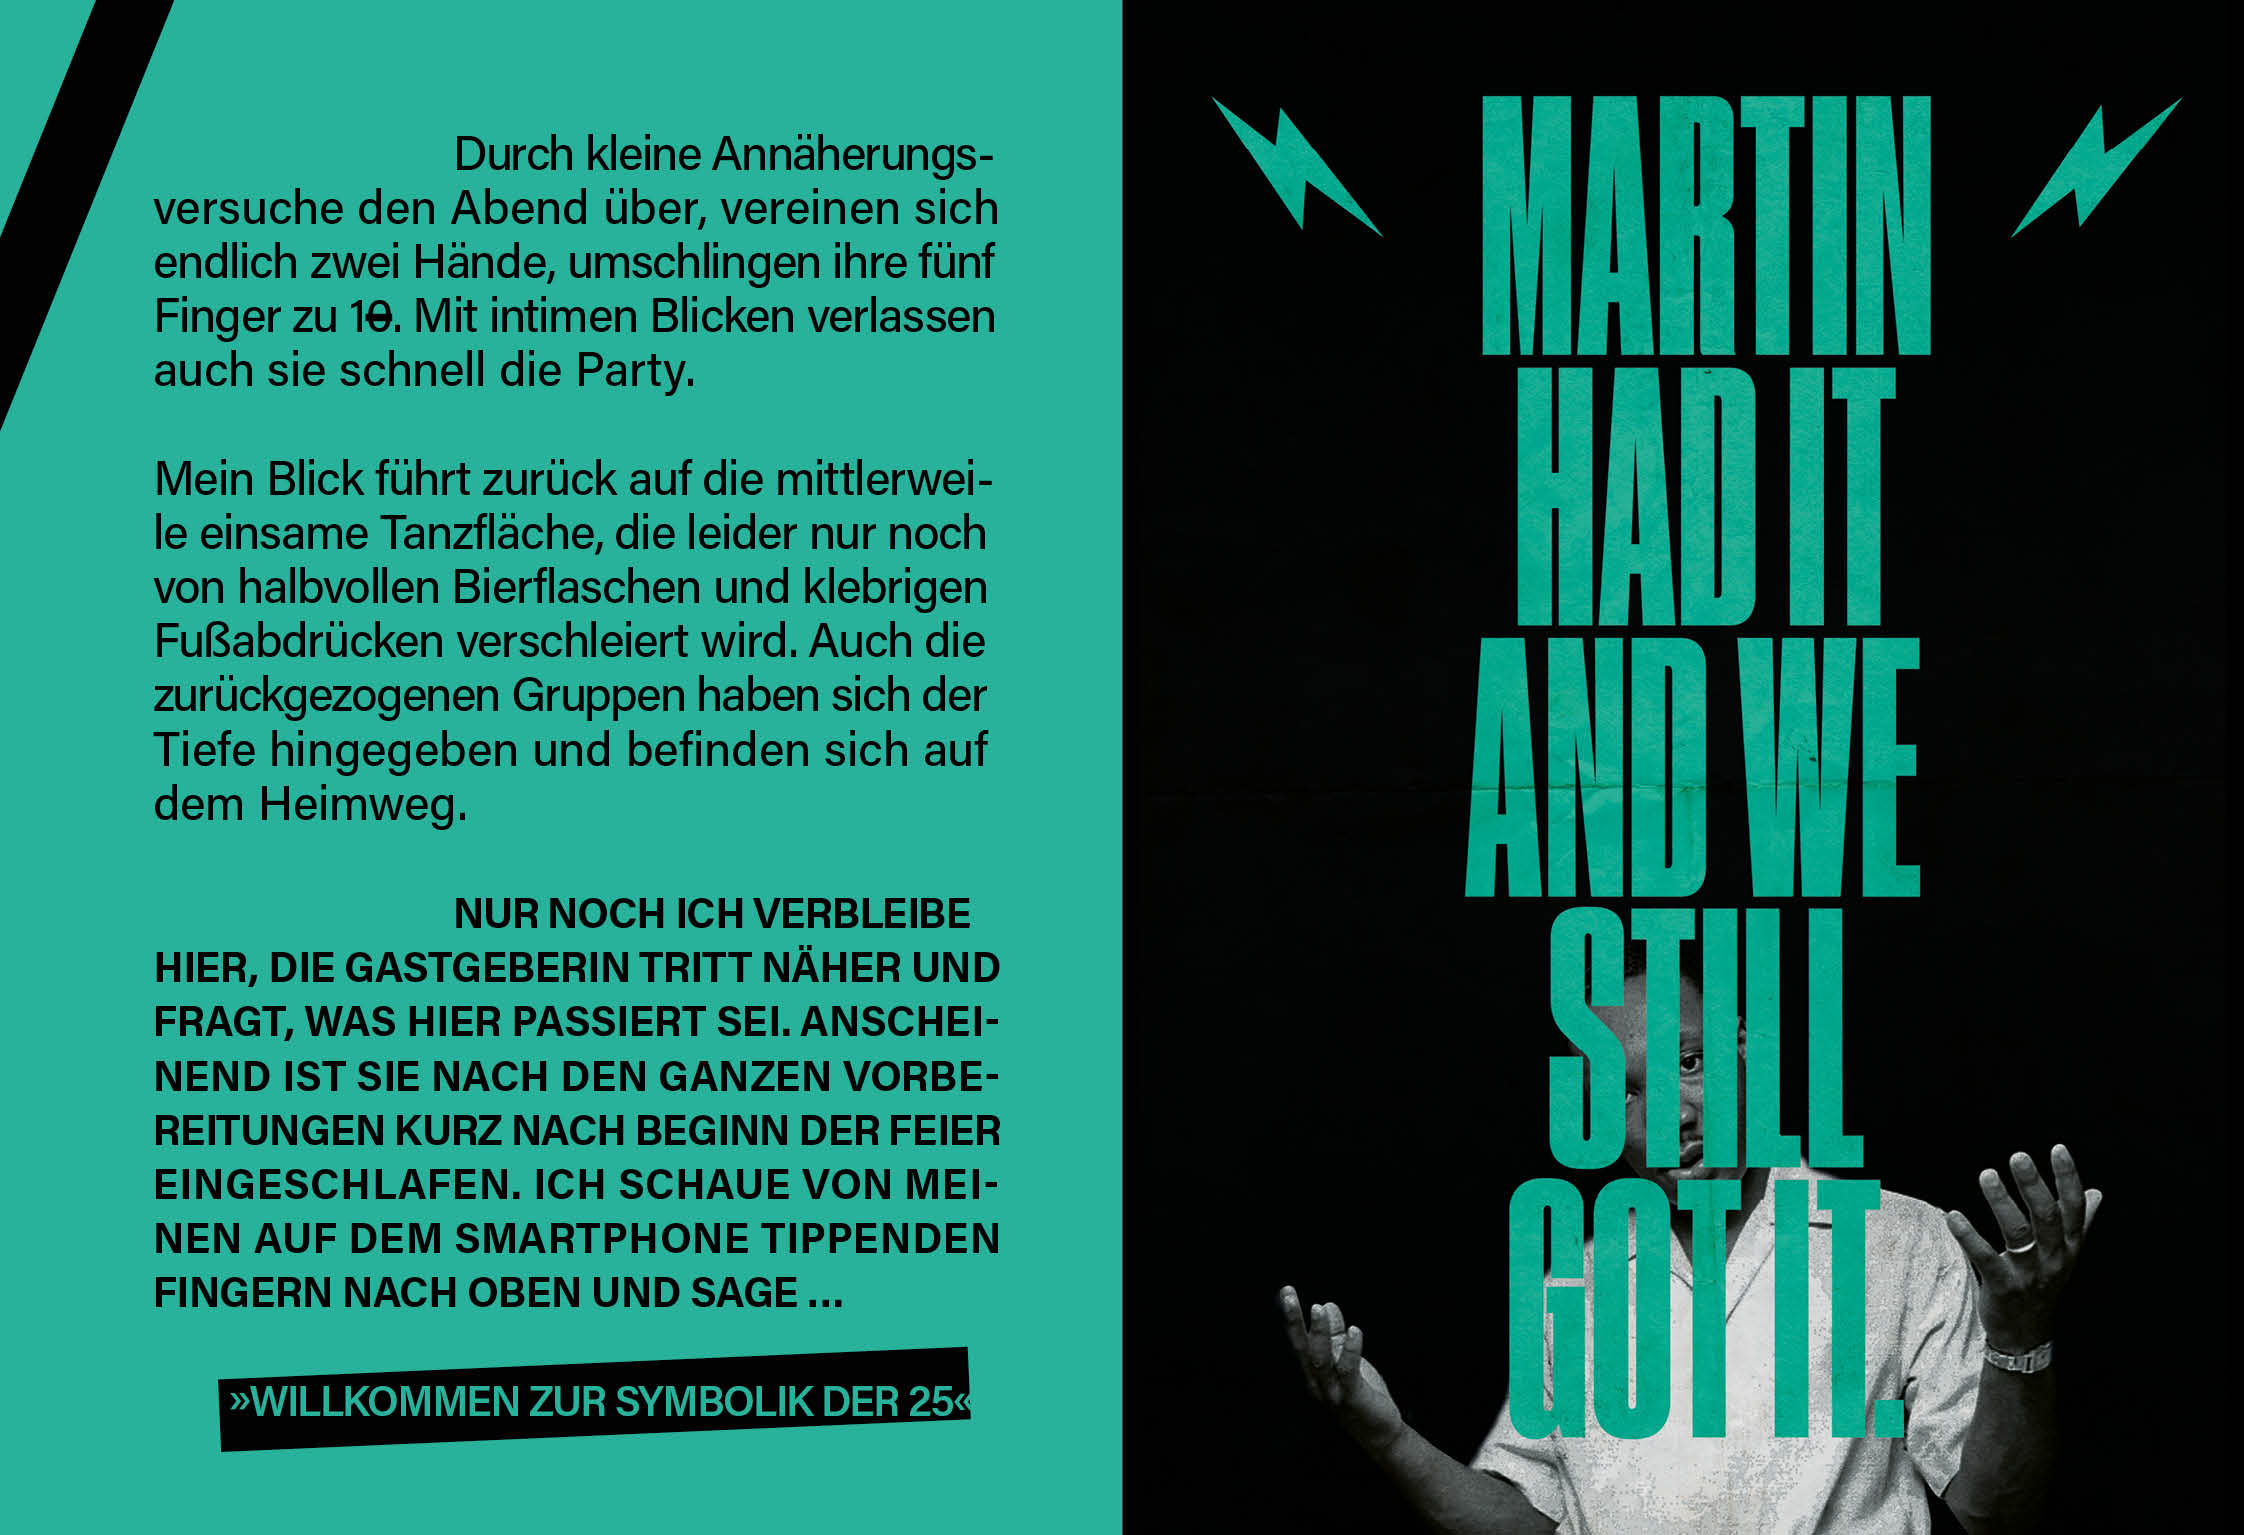 Durch kleine Annäherungs-
versuche den Abend über, vereinen sich
endlich zwei Hände, umschlingen ihre fünf
Finger zu 10. Mit intimen Blicken verlassen
auch sie schnell die Party.
Mein Blick führt zurück auf die mittlerwei-
le einsame Tanzfläche, die leider nur noch
von halbvollen Bierflaschen und klebrigen
Fußabdrücken verschleiert wird. Auch die
zurückgezogenen Gruppen haben sich der
Tiefe hingegeben und befinden sich auf
dem Heimweg.
NUR NOCH ICH VERBLEIBE
HIER, DIE GASTGEBERIN TRITT NÄHER UND
FRAGT, WAS HIER PASSIERT SEI. ANSCHEI-
NEND IST SIE NACH DEN GANZEN VORBE-
REITUNGEN KURZ NACH BEGINN DER FEIER
EINGESCHLAFEN. ICH SCHAUE VON MEI-
NEN AUF DEM SMARTPHONE TIPPENDEN
FINGERN NACH OBEN UND SAGE ...
»WILLKOMMEN ZUR SYMBOLIK DER 25«
MARTIN
HAD IT
AND WE
STILL
GOT IT.